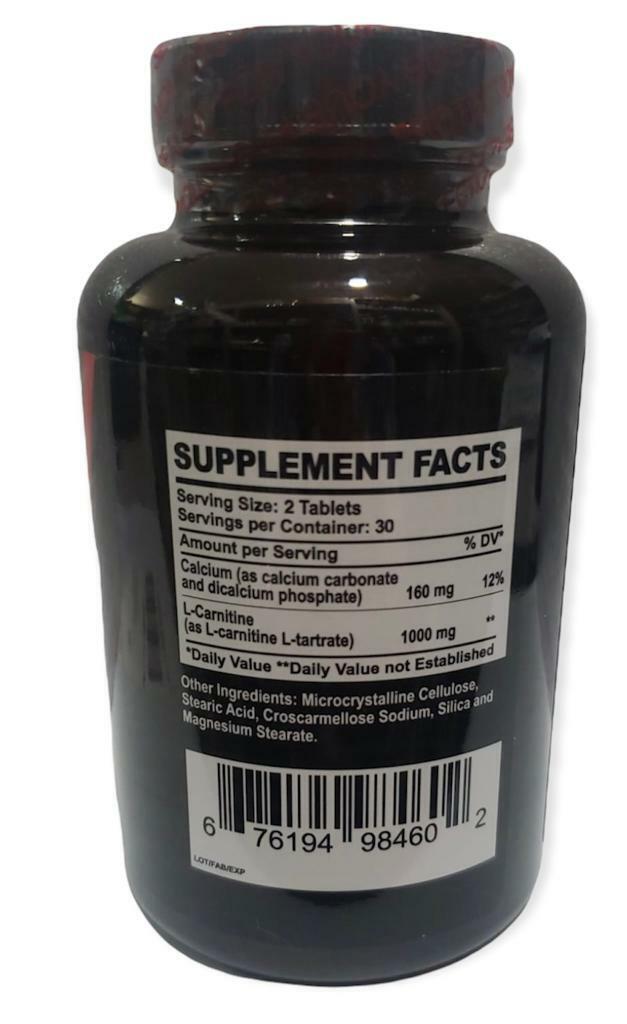 SUPPLEMENT FACTS
Serving Size: 2 Tablets
Servings per Container: 30
Amount per Serving % DV*
Calcium (as calcium carbonate
and dicalcium phosphate) 160 mg 12%
L-Carnitine
(as L-carnitine L-tartrate) 1000 mg **
*Daily Value **Daily Value not Established
Other Ingredients: Microcrystalline Cellulose,
Stearic Acid, Croscarmellose Sodium, Silica and
Magnesium Stearate.
6 76194 98460 2
LOT/FAB/EXP